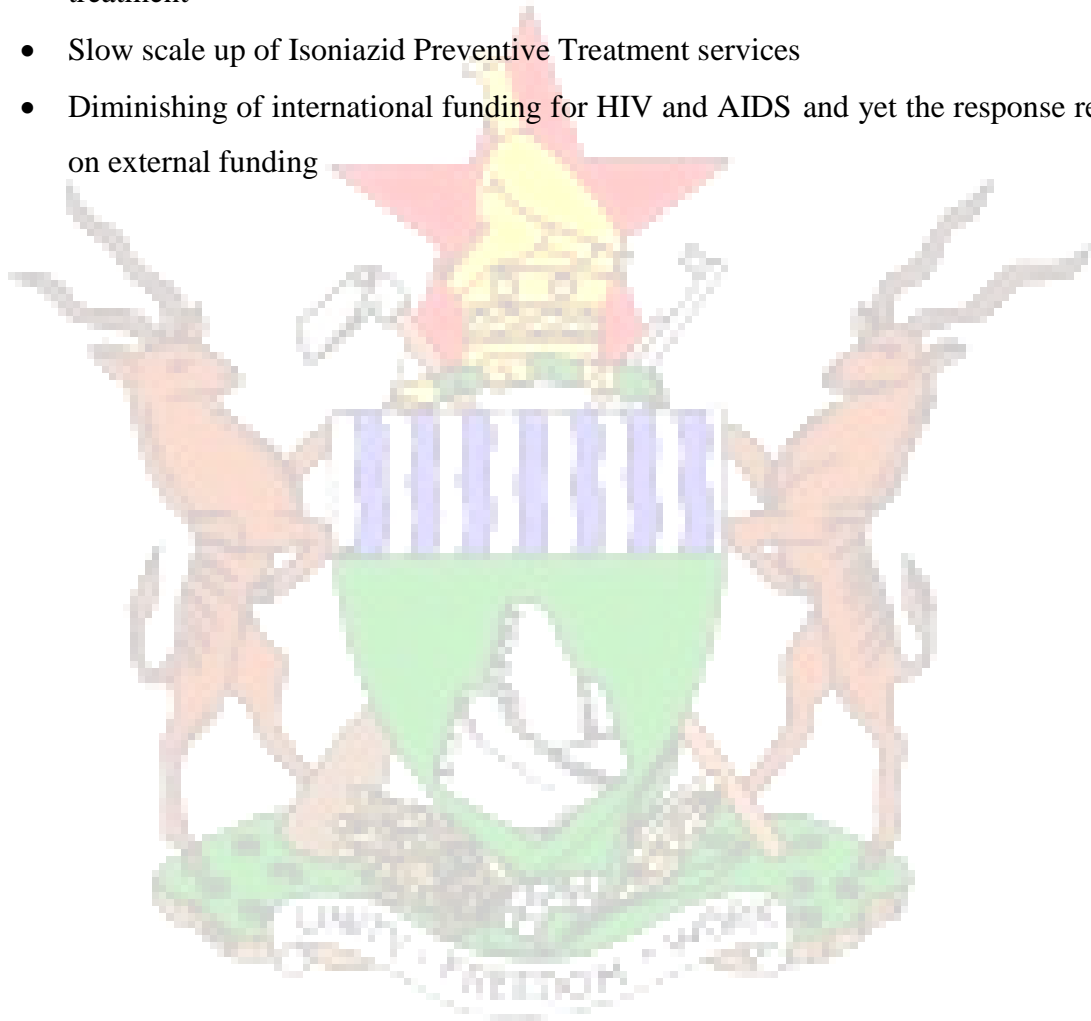 treatment
• Slow scale up of Isoniazid Preventive Treatment services
• Diminishing of international funding for HIV and AIDS and yet the response
on external funding
UNITY · FREEDOM · WORK